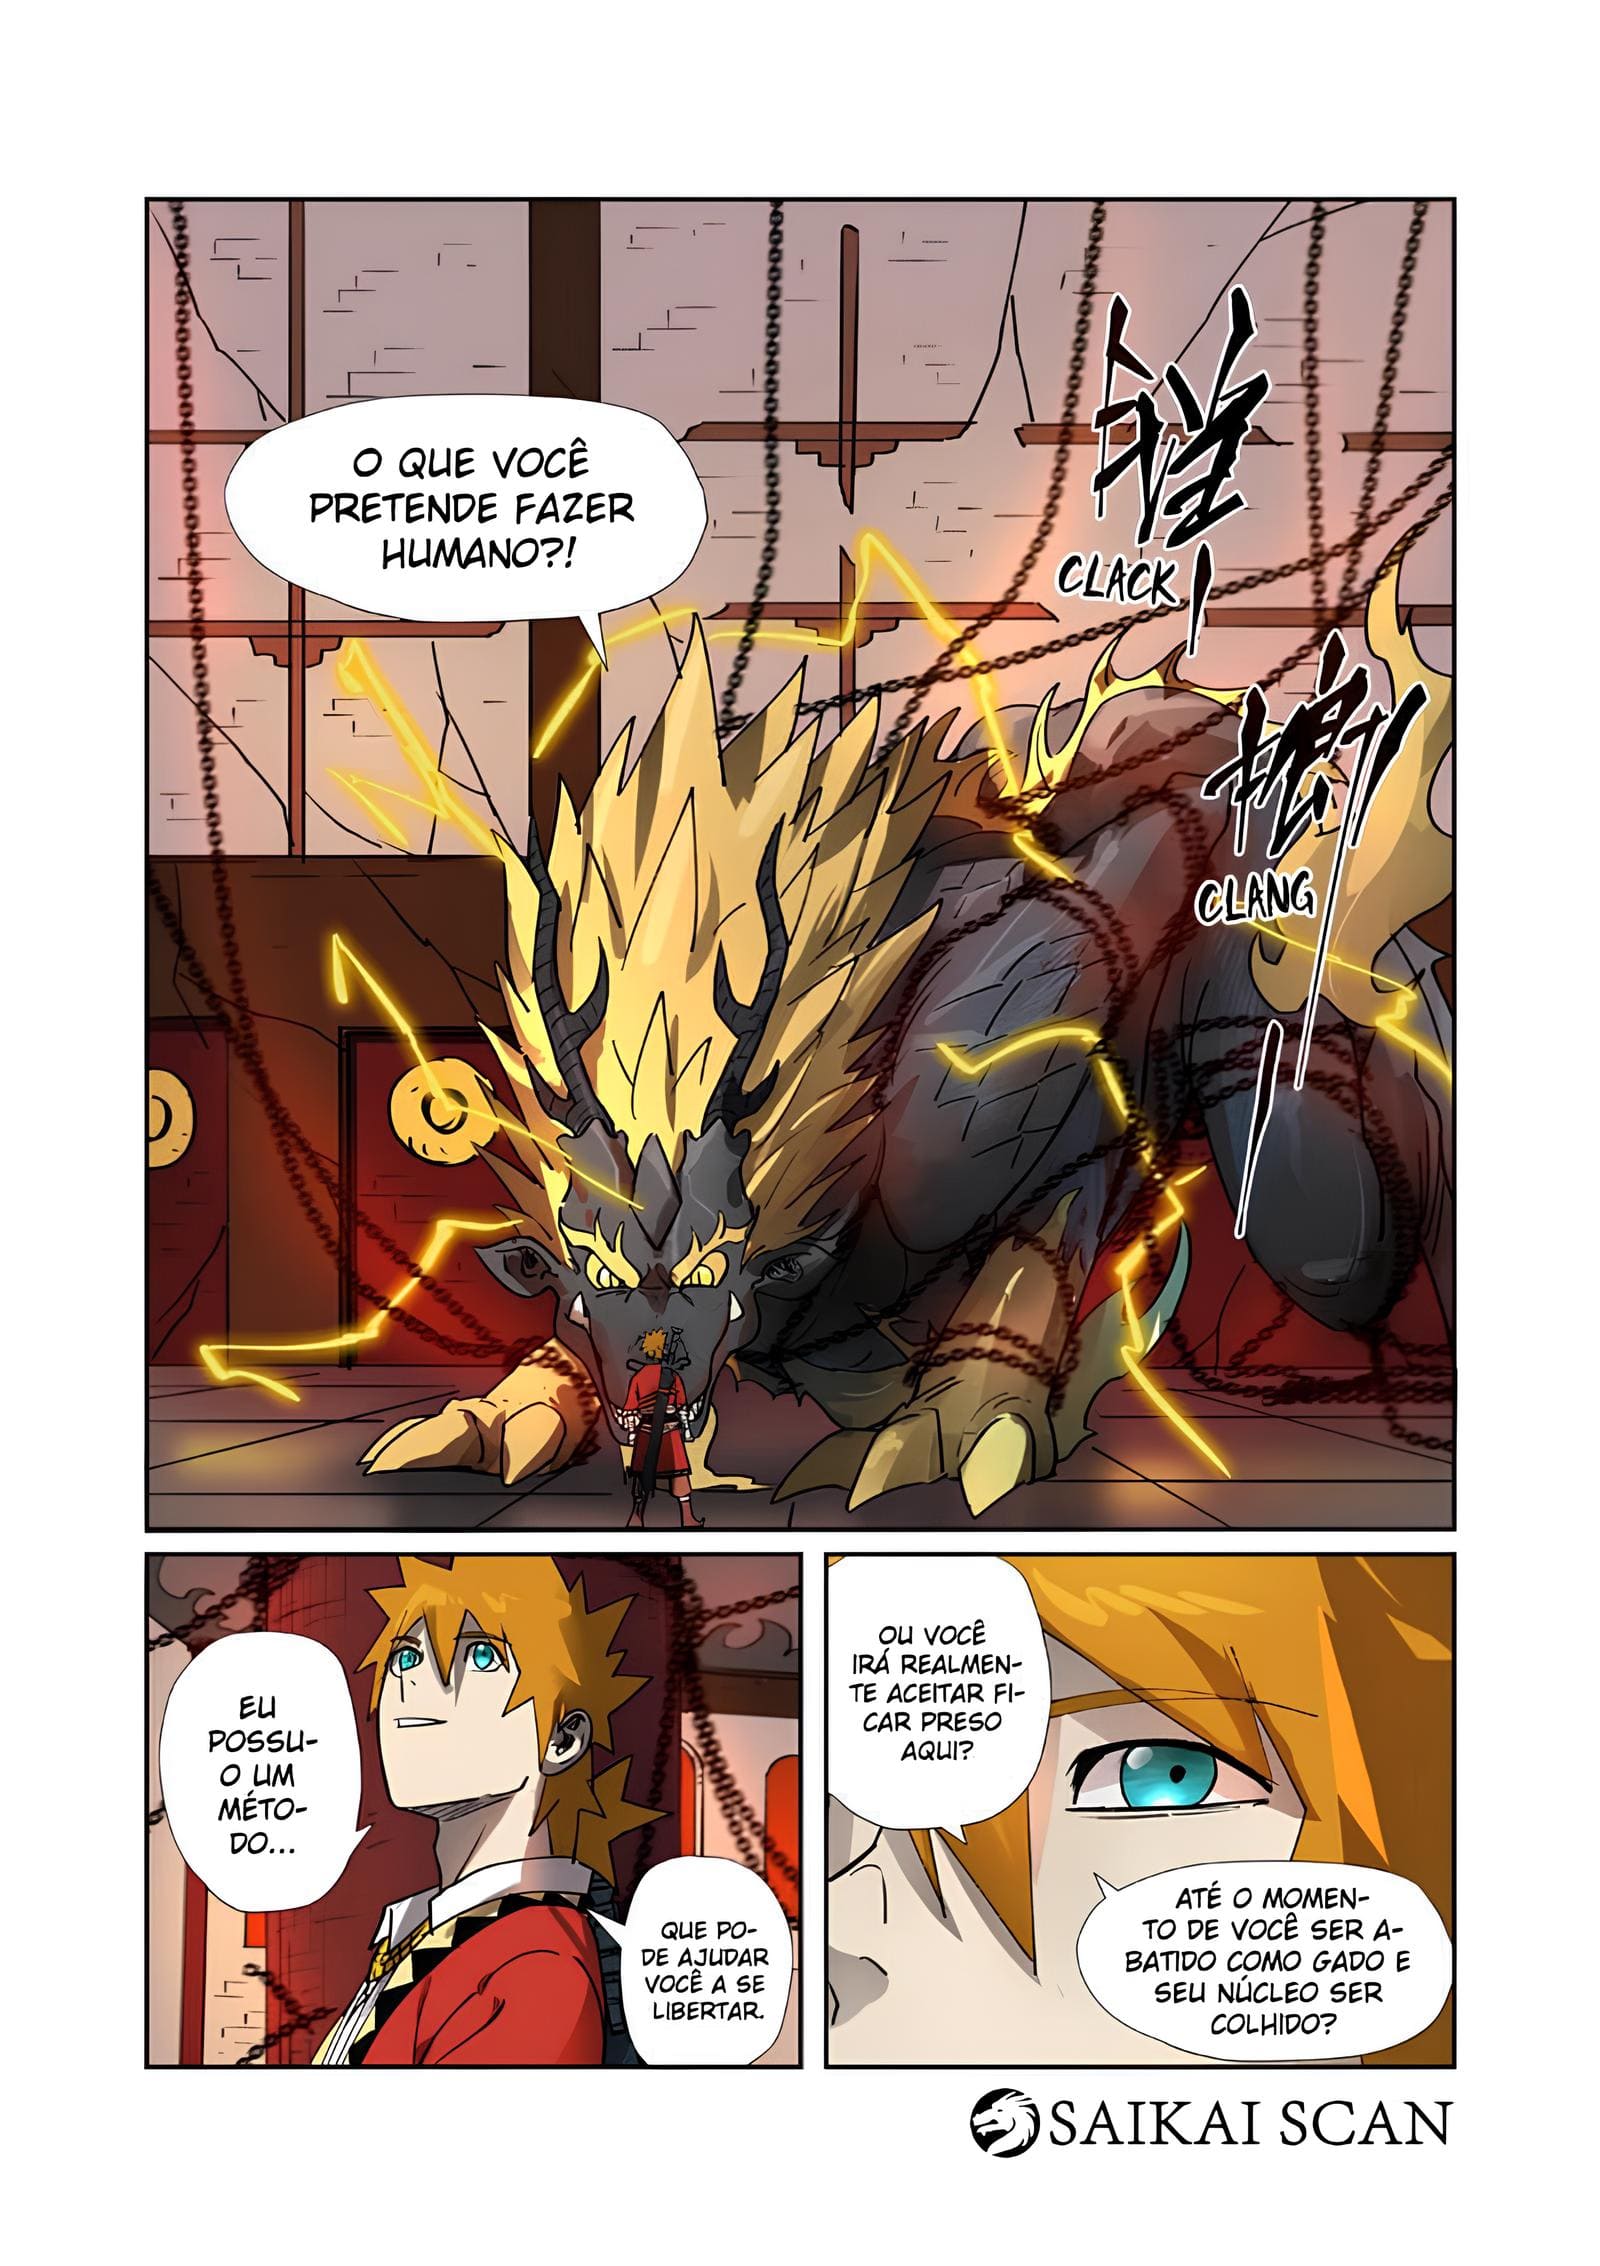 O QUE VOCÊ
PRETENDE FAZER
HUMANO?!
CLACK
CLANG
EU
POSSU-
O UM
MÉTO-
DO...
QUE PO-
DE AJUDAR
VOCÊ A SE
LIBERTAR.
OU VOCÊ
IRÁ REALMEN-
TE ACEITAR FI-
CAR PRESO
AQUI?
ATÉ O MOMEN-
TO DE VOCÊ SER A-
BATIDO COMO GADO E
SEU NÚCLEO SER
COLHIDO?
SAIKAI SCAN